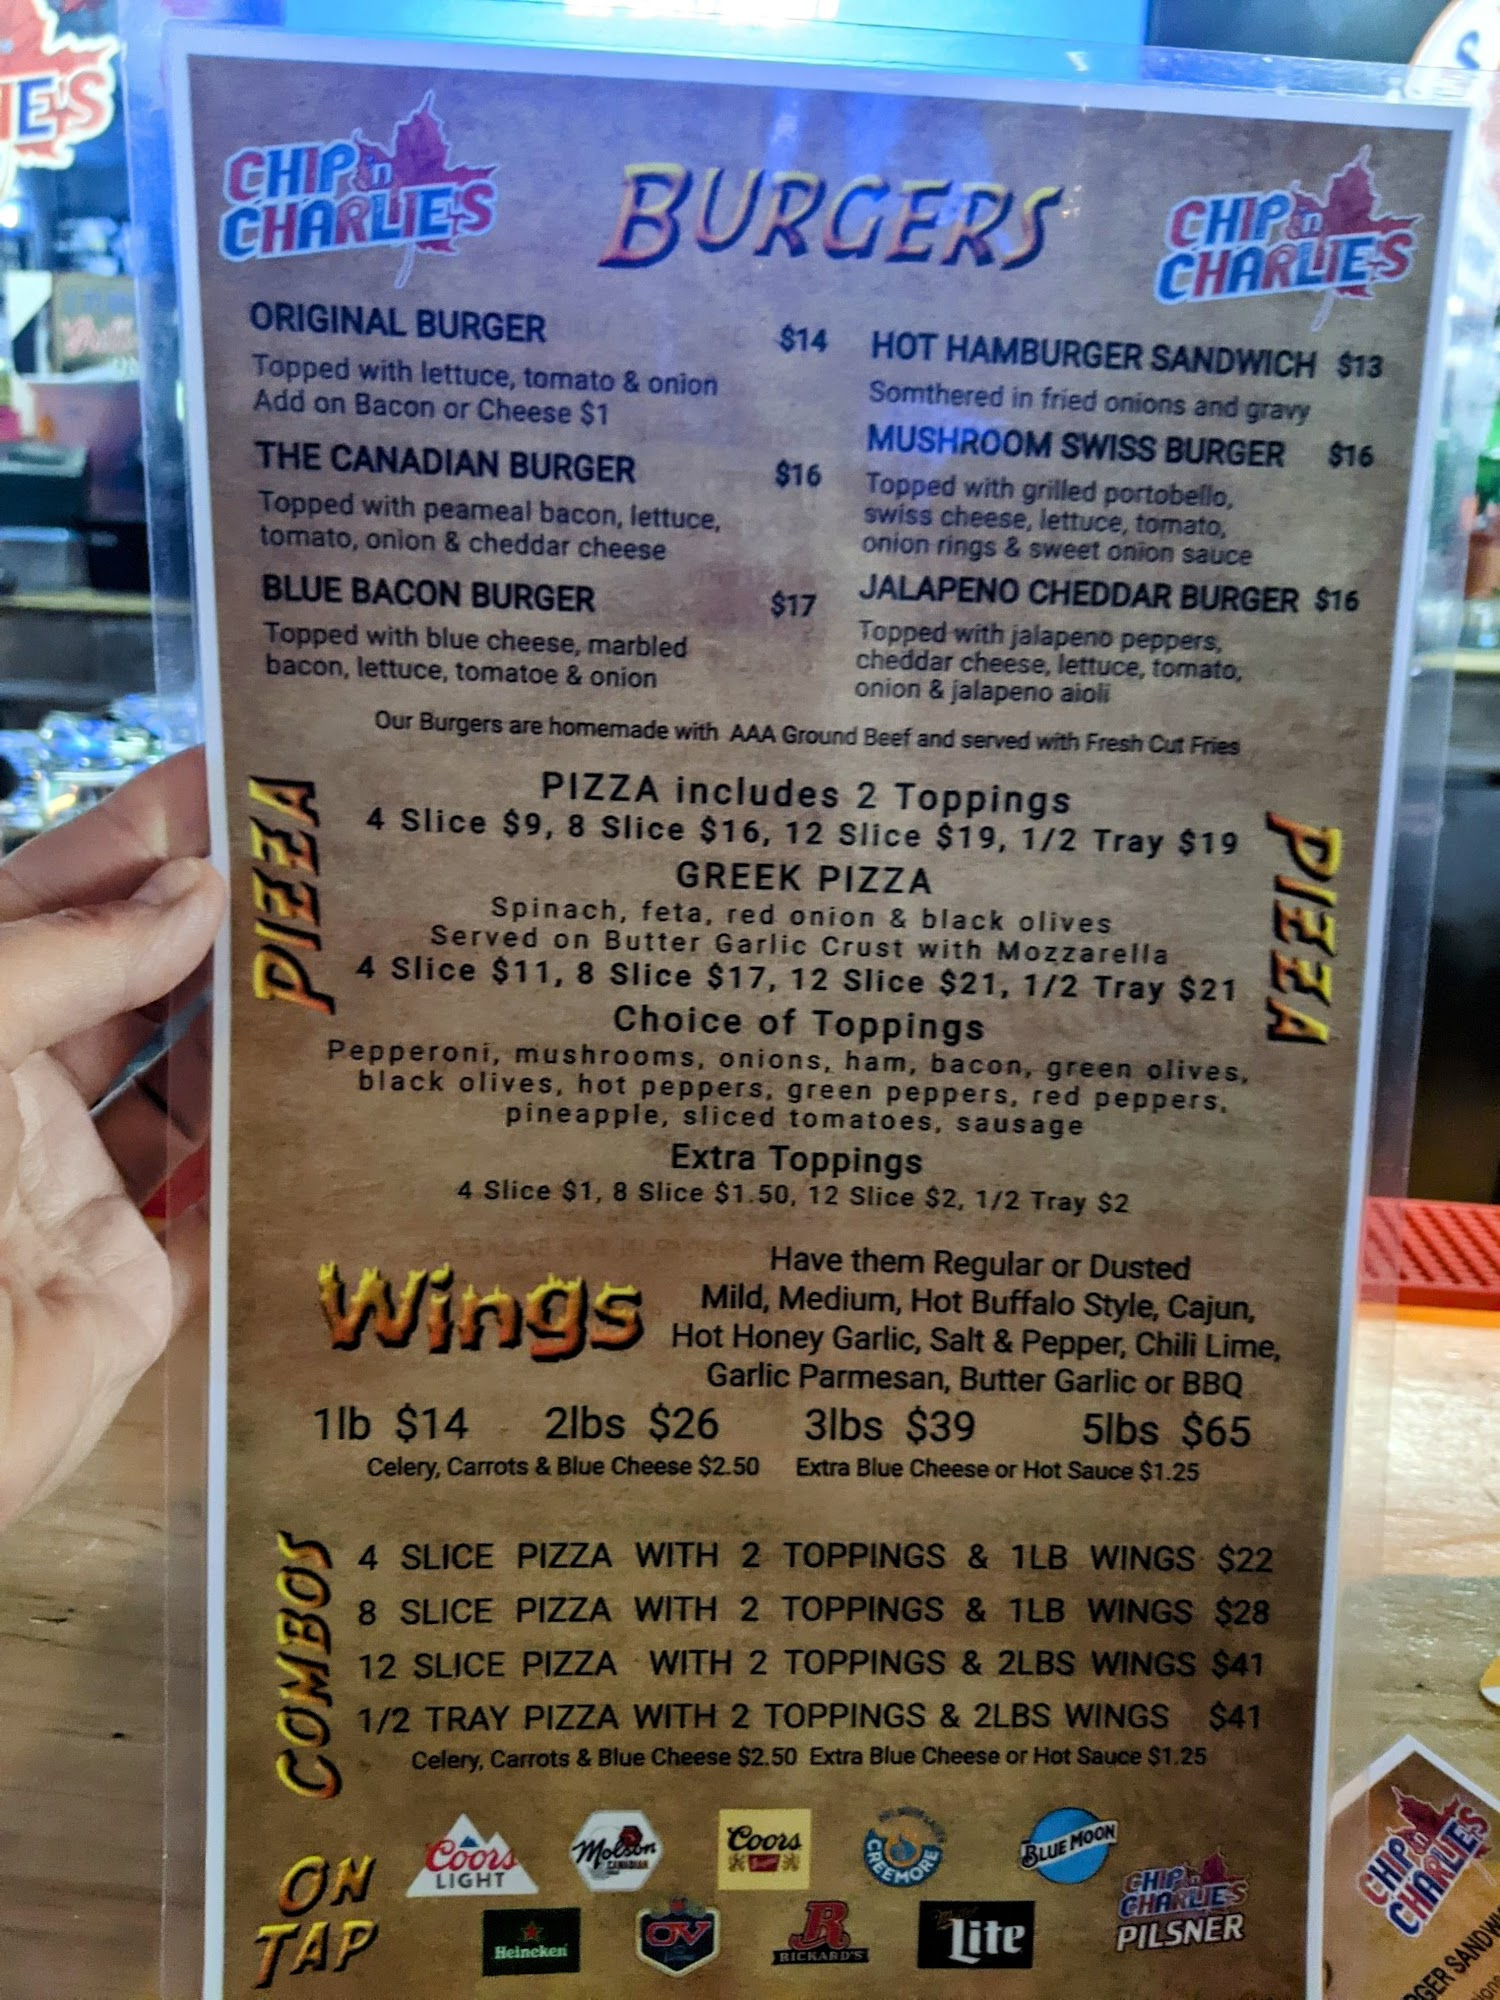 IE'S
CHIP 'n
CHARLIE'S
BURGERS
CHIP 'n
CHARLIE'S
ORIGINAL BURGER $14
Topped with lettuce, tomato & onion
Add on Bacon or Cheese $1
THE CANADIAN BURGER $16
Topped with peameal bacon, lettuce,
tomato, onion & cheddar cheese
BLUE BACON BURGER $17
Topped with blue cheese, marbled
bacon, lettuce, tomatoe & onion
HOT HAMBURGER SANDWICH $13
Somthered in fried onions and gravy
MUSHROOM SWISS BURGER $16
Topped with grilled portobello,
swiss cheese, lettuce, tomato,
onion rings & sweet onion sauce
JALAPENO CHEDDAR BURGER $16
Topped with jalapeno peppers,
cheddar cheese, lettuce, tomato,
onion & jalapeno aioli
Our Burgers are homemade with AAA Ground Beef and served with Fresh Cut Fries
PIZZA
PIZZA
PIZZA includes 2 Toppings
4 Slice $9, 8 Slice $16, 12 Slice $19, 1/2 Tray $19
GREEK PIZZA
Spinach, feta, red onion & black olives
Served on Butter Garlic Crust with Mozzarella
4 Slice $11, 8 Slice $17, 12 Slice $21, 1/2 Tray $21
Choice of Toppings
Pepperoni, mushrooms, onions, ham, bacon, green olives,
black olives, hot peppers, green peppers, red peppers,
pineapple, sliced tomatoes, sausage
Extra Toppings
4 Slice $1, 8 Slice $1.50, 12 Slice $2, 1/2 Tray $2
Wings
Have them Regular or Dusted
Mild, Medium, Hot Buffalo Style, Cajun,
Hot Honey Garlic, Salt & Pepper, Chili Lime,
Garlic Parmesan, Butter Garlic or BBQ
1lb $14 2lbs $26 3lbs $39 5lbs $65
Celery, Carrots & Blue Cheese $2.50 Extra Blue Cheese or Hot Sauce $1.25
COMBOS
4 SLICE PIZZA WITH 2 TOPPINGS & 1LB WINGS $22
8 SLICE PIZZA WITH 2 TOPPINGS & 1LB WINGS $28
12 SLICE PIZZA WITH 2 TOPPINGS & 2LBS WINGS $41
1/2 TRAY PIZZA WITH 2 TOPPINGS & 2LBS WINGS $41
Celery, Carrots & Blue Cheese $2.50 Extra Blue Cheese or Hot Sauce $1.25
ON
TAP
Coors
LIGHT
Molson
CANADIAN
Coors
CREEMORE
BLUE MOON
CHIP 'n
CHARLIE'S
PILSNER
Heineken
OV
R
RICKARD'S
Miller
Lite
CHIP 'n
CHARLIE'S